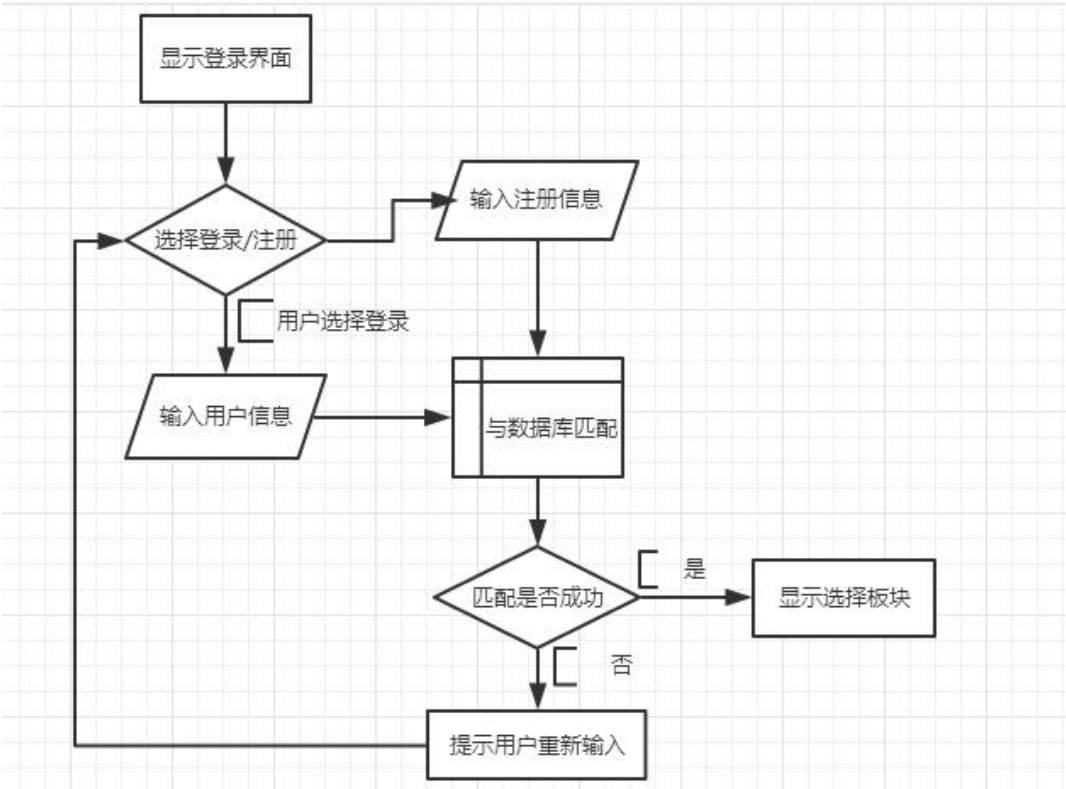 显示登录界面
输入注册信息
选择登录/注册
用户选择登录
输入用户信息
与数据库匹配
匹配是否成功
是
显示选择板块
否
提示用户重新输入